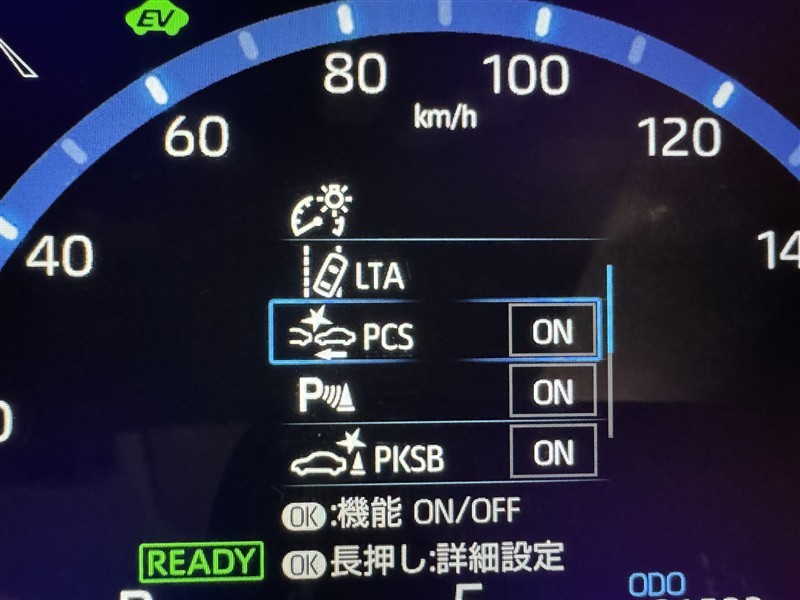 EV
80
100
km/h
60
120
40
LTA
PCS ON
P ON
PKSB ON
OK:機能 ON/OFF
READY
OK長押し:詳細設定
ODO